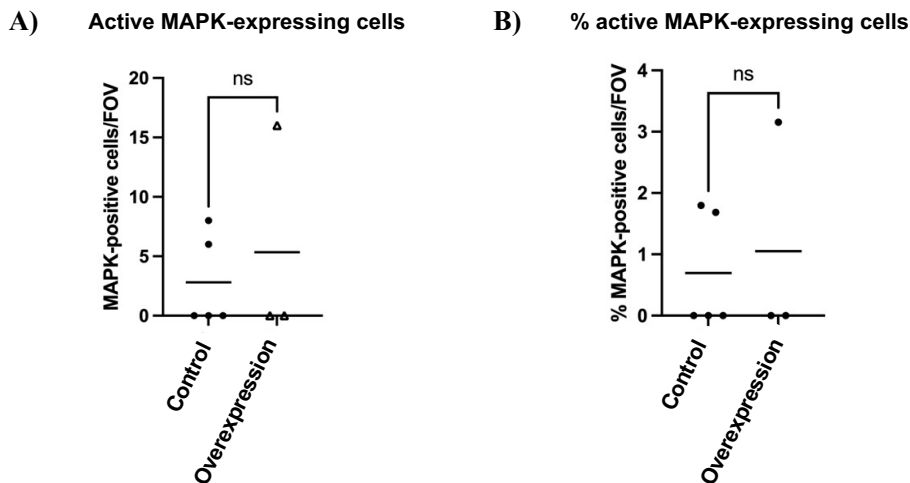 A) Active MAPK-expressing cells
MAPK-positive cells/FOV
20
15
10
5
0
ns
Control
Overexpression
B) % active MAPK-expressing cells
% MAPK-positive cells/FOV
4
3
2
1
0
ns
Control
Overexpression